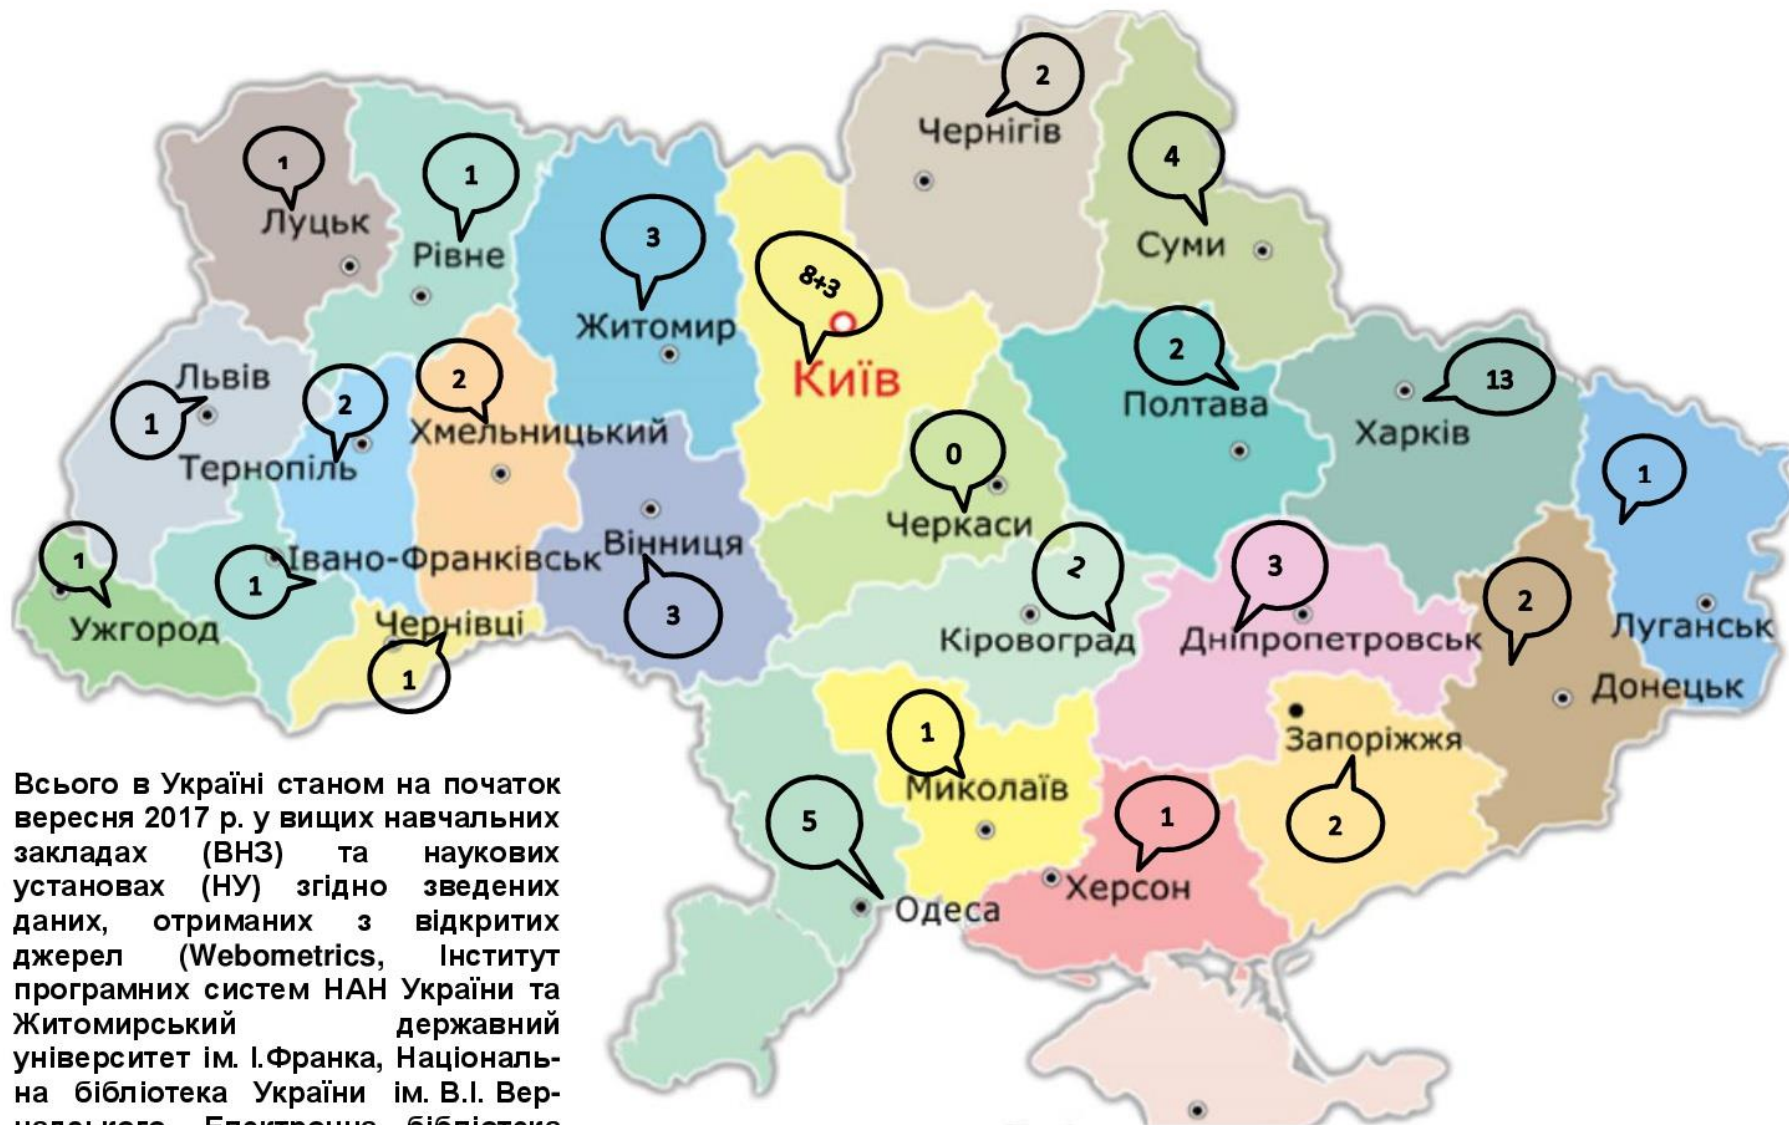 2
Чернігів
4
1
1
Луцьк
3
Суми
Рівне
8+3
Житомир
2
13
Львів
2
2
Київ
1
Полтава
Хмельницький
Харків
0
1
Тернопіль
Черкаси
Вінниця
1
Івано-Франківськ
2
3
1
2
3
Ужгород
Чернівці
Кіровоград
Дніпропетровськ
Луганськ
1
Донецьк
1
Запоріжжя
Миколаїв
5
1
2
Херсон
Одеса
Всього в Україні станом на початок
вересня 2017 р. у вищих навчальних
закладах (ВНЗ) та наукових
установах (НУ) згідно зведених
даних, отриманих з відкритих
джерел (Webometrics, Інститут
програмних систем НАН України та
Житомирський державний
університет ім. І.Франка, Національ-
на бібліотека України ім. В.І. Вер-
надського, Електронна бібліотека